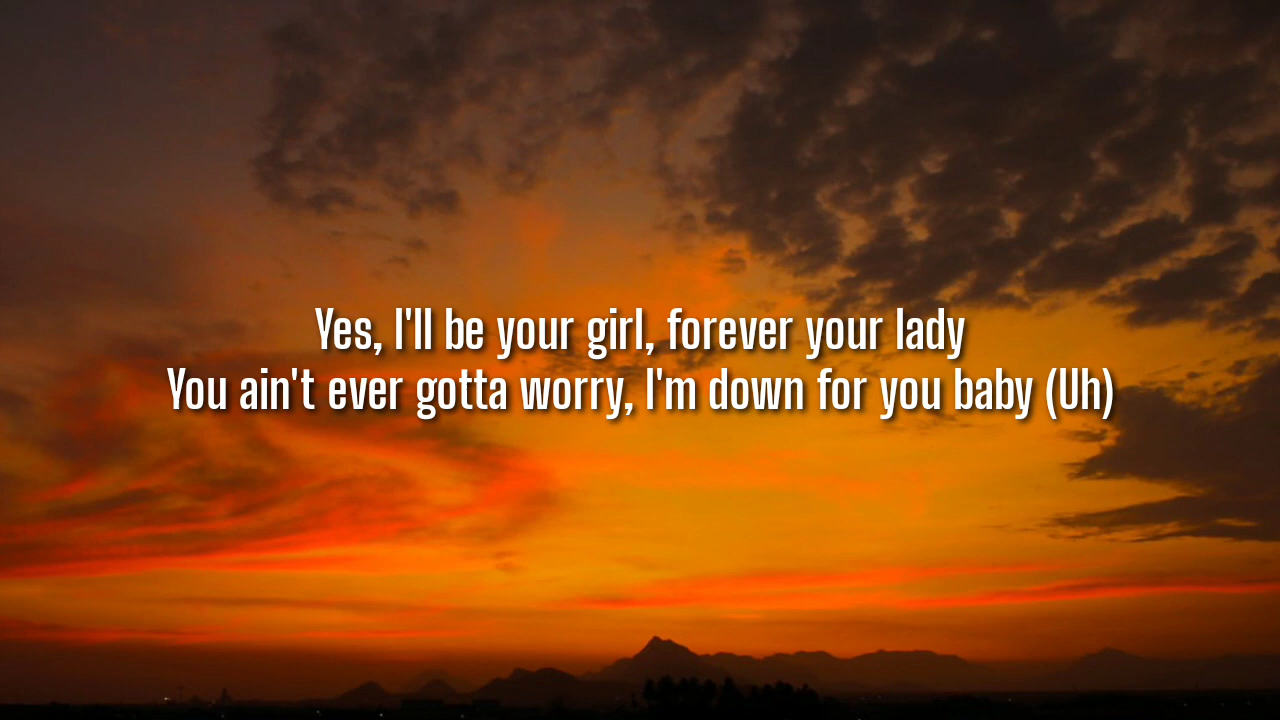 Yes, I'll be your girl, forever your lady
You ain't ever gotta worry, I'm down for you baby (Uh)